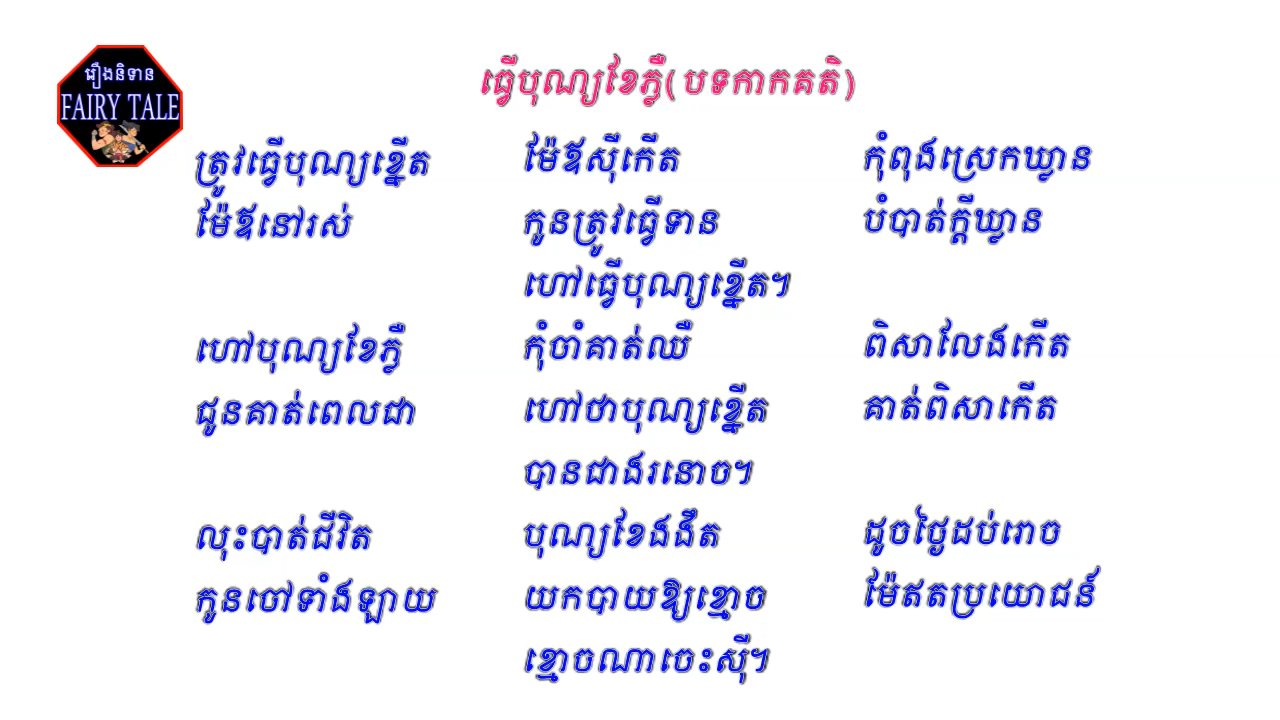 រឿងនិទាន
FAIRY TALE
ធ្វើបុណ្យខែភ្លឺ(បទកាកគតិ)
ត្រូវធ្វើបុណ្យខ្នើត ម៉ែឪស៊ីកើត កុំពុងស្រេកឃ្លាន
ម៉ែឪនៅរស់ កូនត្រូវធ្វើទាន បំបាត់ក្ដីឃ្លាន
ហៅធ្វើបុណ្យខ្នើត។
ហៅបុណ្យខែភ្លឺ កុំចាំគាត់ឈឺ ពិសាលែងកើត
ជូនគាត់ពេលជា ហៅថាបុណ្យខ្នើត គាត់ពិសាកើត
បានជាងរនោច។
លុះបាត់ជីវិត បុណ្យខែងងឹត ដូចថ្ងៃដប់រោច
កូនចៅទាំងឡាយ យកបាយឱ្យខ្មោច ម៉ែឥតប្រយោជន៍
ខ្មោចណាចេះស៊ី។